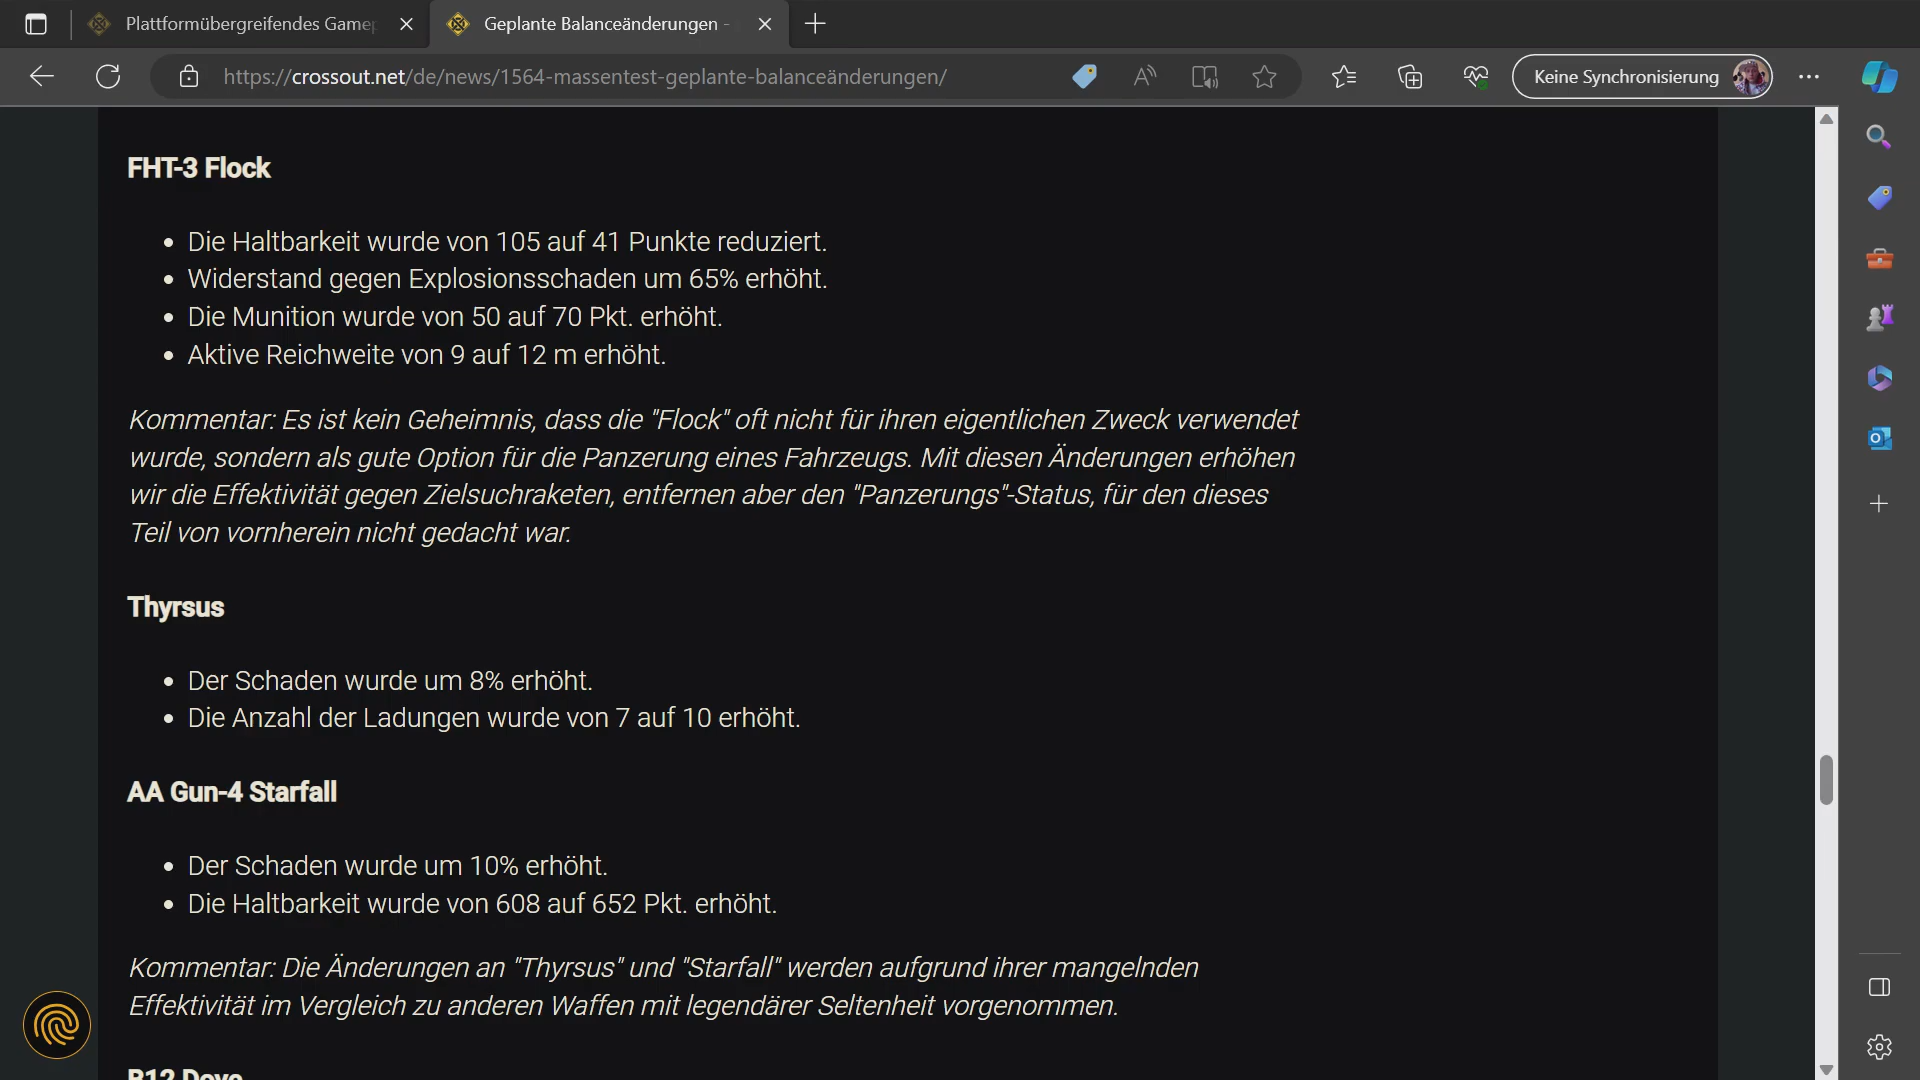 Plattformübergreifendes Gamep
Geplante Balanceänderungen -
https://crossout.net/de/news/1564-massentest-geplante-balanceänderungen/
Keine Synchronisierung
FHT-3 Flock
Die Haltbarkeit wurde von 105 auf 41 Punkte reduziert.
Widerstand gegen Explosionsschaden um 65% erhöht.
Die Munition wurde von 50 auf 70 Pkt. erhöht.
Aktive Reichweite von 9 auf 12 m erhöht.
Kommentar: Es ist kein Geheimnis, dass die "Flock" oft nicht für ihren eigentlichen Zweck verwendet
wurde, sondern als gute Option für die Panzerung eines Fahrzeugs. Mit diesen Änderungen erhöhen
wir die Effektivität gegen Zielsuchraketen, entfernen aber den "Panzerungs"-Status, für den dieses
Teil von vornherein nicht gedacht war.
Thyrsus
Der Schaden wurde um 8% erhöht.
Die Anzahl der Ladungen wurde von 7 auf 10 erhöht.
AA Gun-4 Starfall
Der Schaden wurde um 10% erhöht.
Die Haltbarkeit wurde von 608 auf 652 Pkt. erhöht.
Kommentar: Die Änderungen an "Thyrsus" und "Starfall" werden aufgrund ihrer mangelnden
Effektivität im Vergleich zu anderen Waffen mit legendärer Seltenheit vorgenommen.
B12 Dove